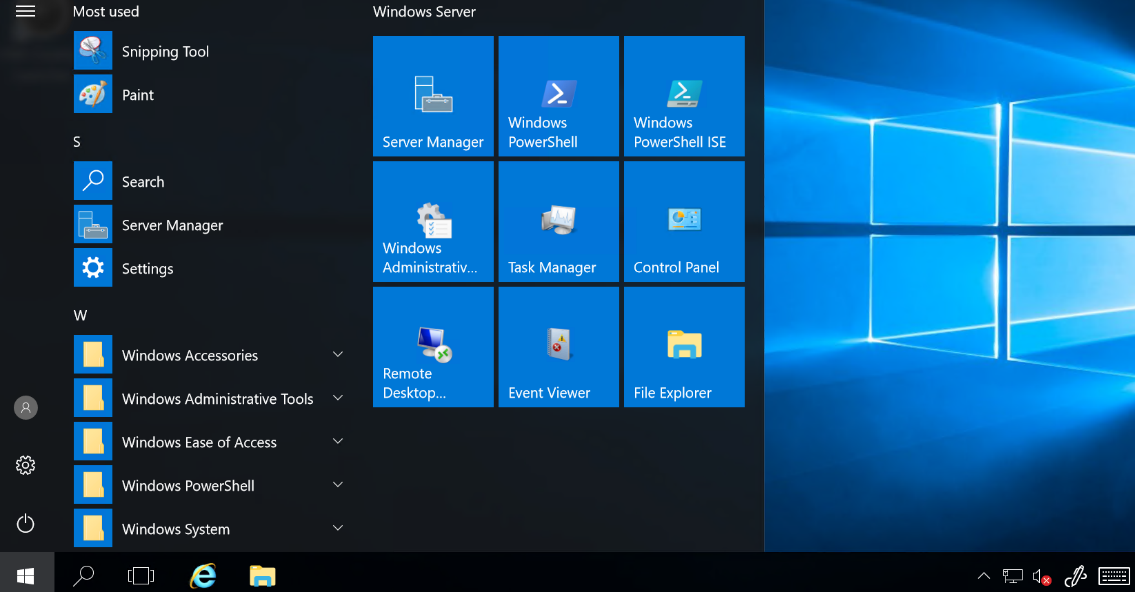 Most used
Snipping Tool
Paint
S
Search
Server Manager
Settings
W
Windows Accessories
Windows Administrative Tools
Windows Ease of Access
Windows PowerShell
Windows System
Windows Server
Server Manager
Windows
PowerShell
Windows
PowerShell ISE
Windows
Administrativ...
Task Manager
Control Panel
Remote
Desktop...
Event Viewer
File Explorer